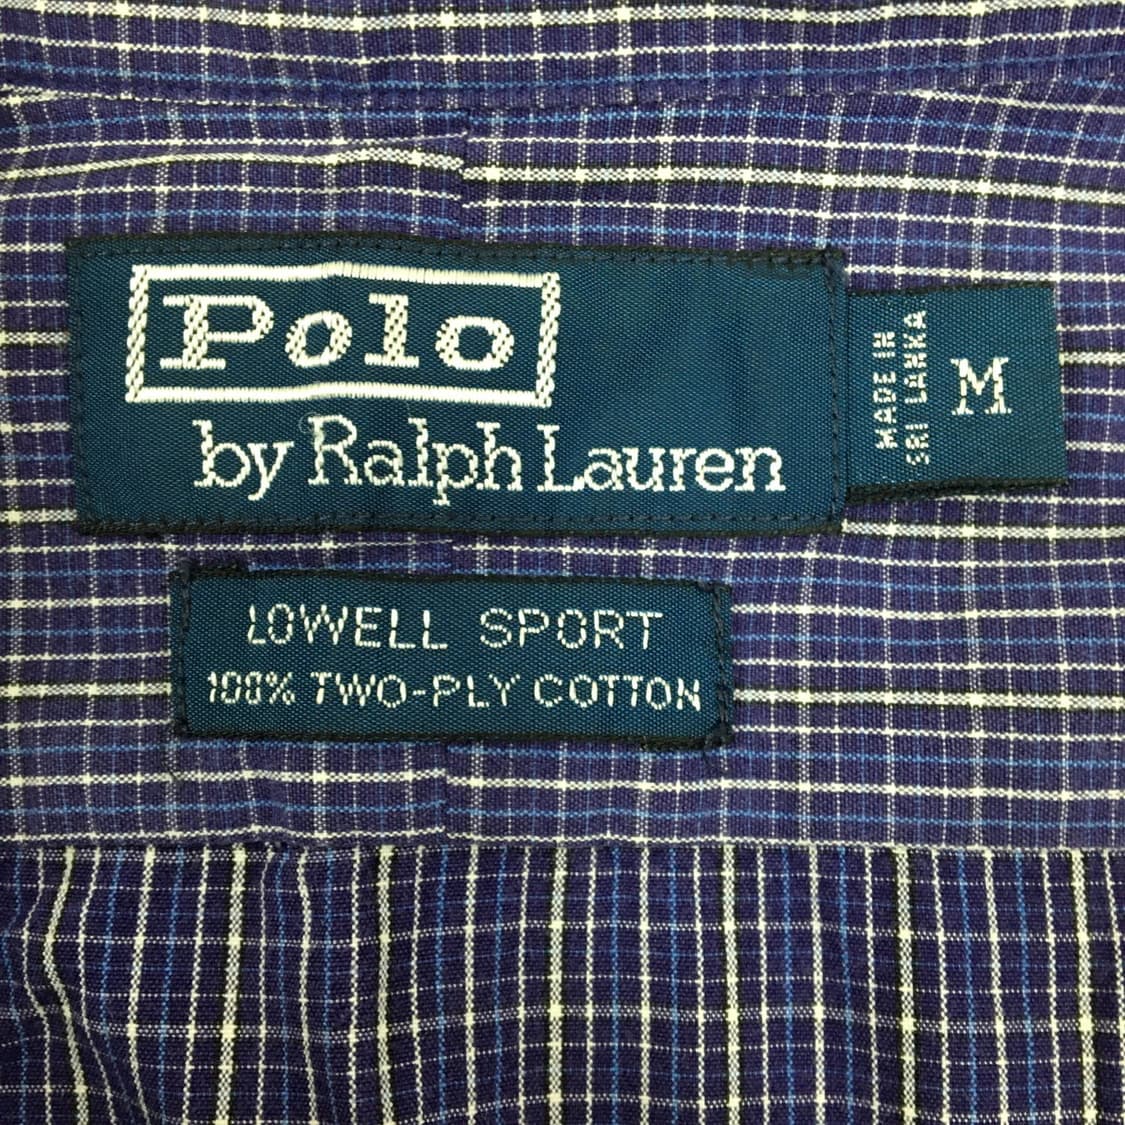 Polo
by Ralph Lauren
MADE IN
SRI LANKA
M
LOWELL SPORT
100% TWO-PLY COTTON